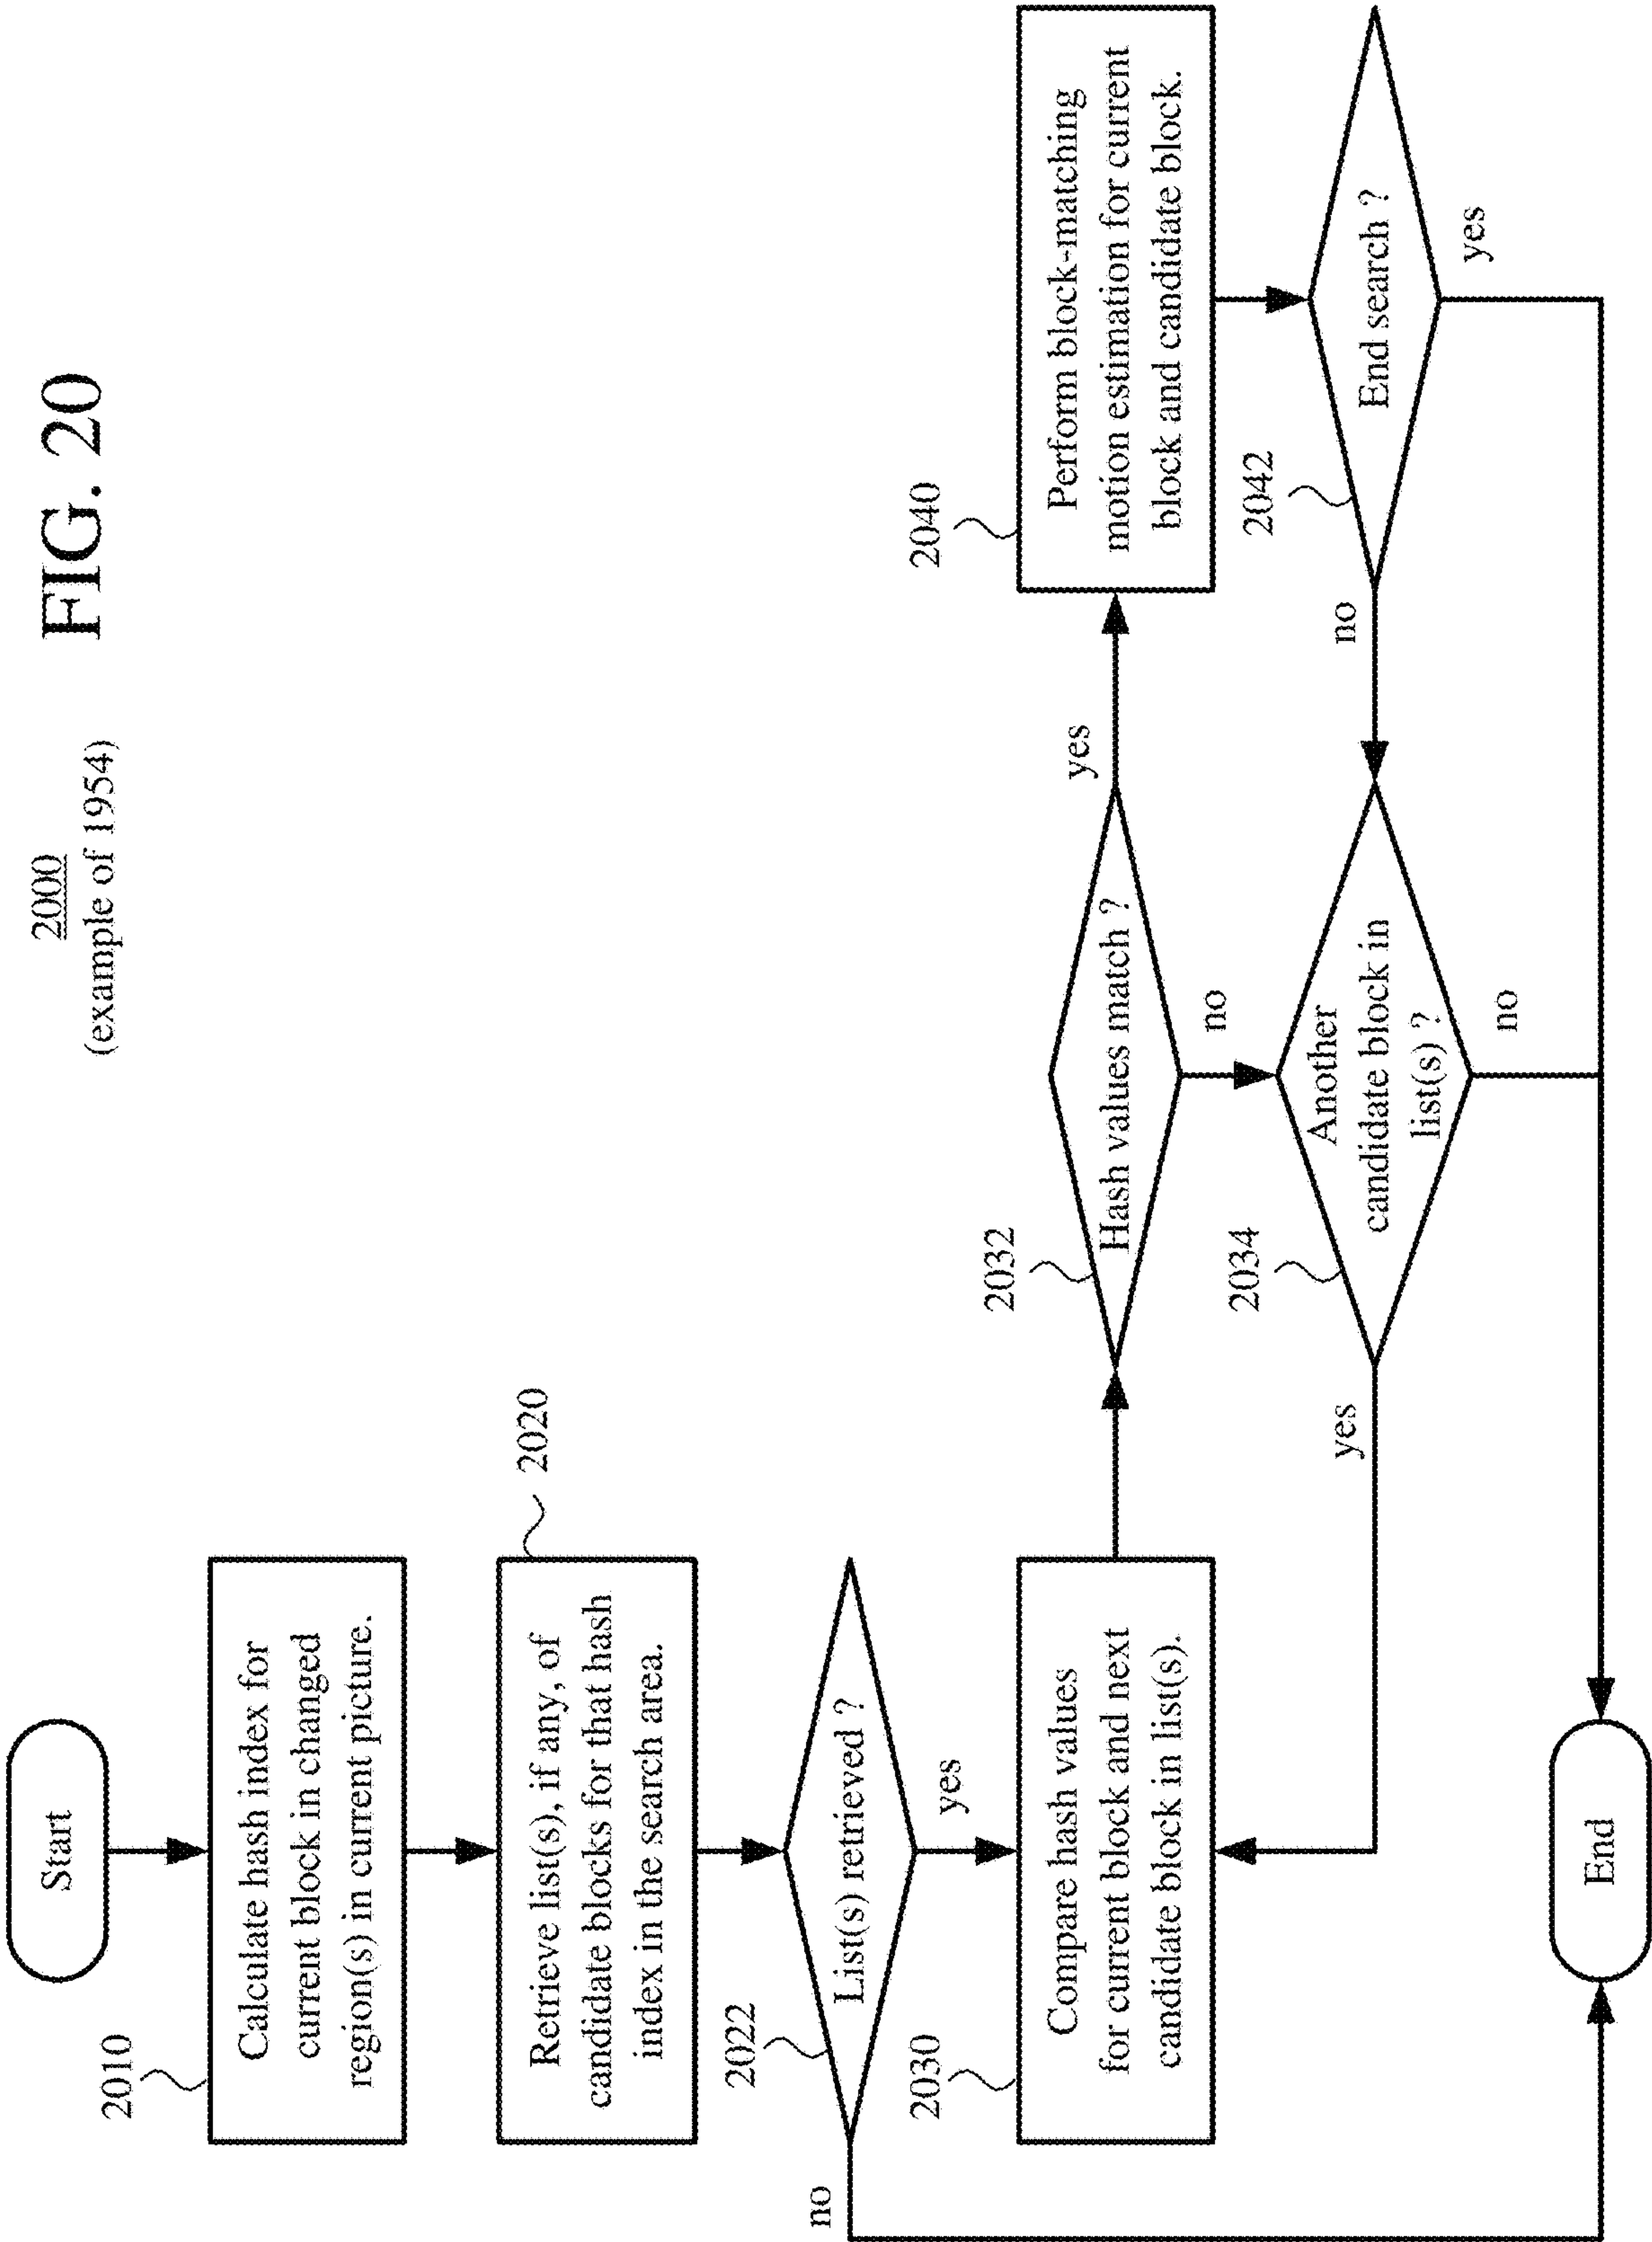 2000
(example of 1954)
FIG. 20
Start
2010
Calculate hash index for
current block in changed
region(s) in current picture.
2020
Retrieve list(s), if any, of
candidate blocks for that hash
index in the search area.
2022
List(s) retrieved ?
no
yes
2030
Compare hash values
for current block and next
candidate block in list(s).
2032
Hash values match ?
yes
no
2034
Another
candidate block in
list(s) ?
yes
no
2040
Perform block-matching
motion estimation for current
block and candidate block.
2042
End search ?
no
yes
End